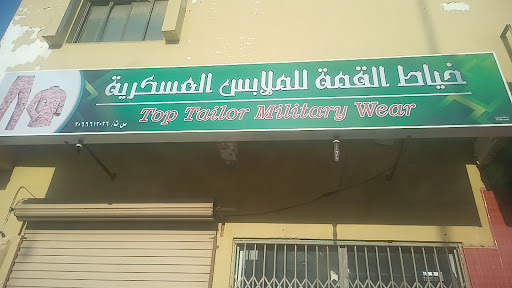 خياط القمة للملابس العسكرية
Top Tailor Military Wear